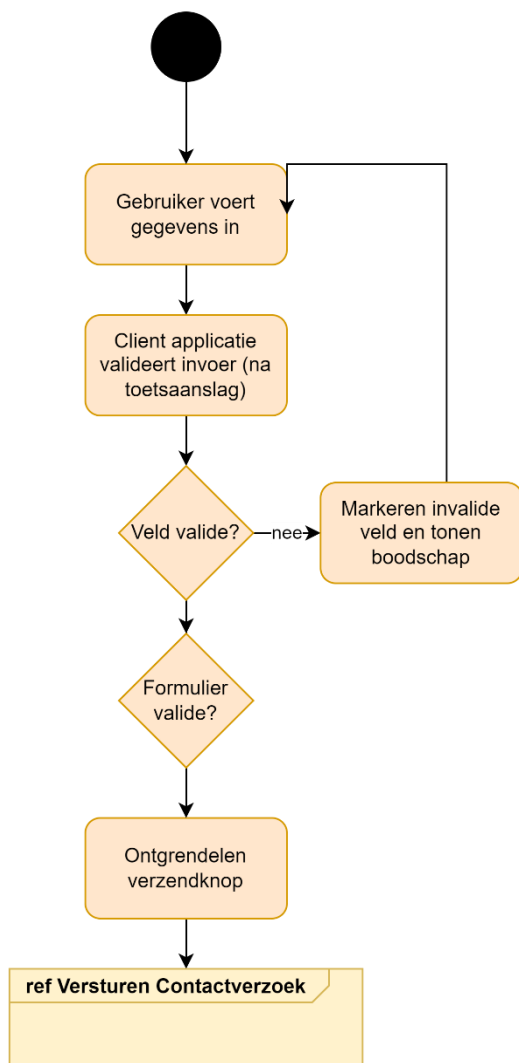 Gebruiker voert
gegevens in
Client applicatie
valideert invoer (na
toetsaanslag)
Veld valide?
nee
Markeren invalide
veld en tonen
boodschap
Formulier
valide?
Ontgrendelen
verzendknop
ref Versturen Contactverzoek